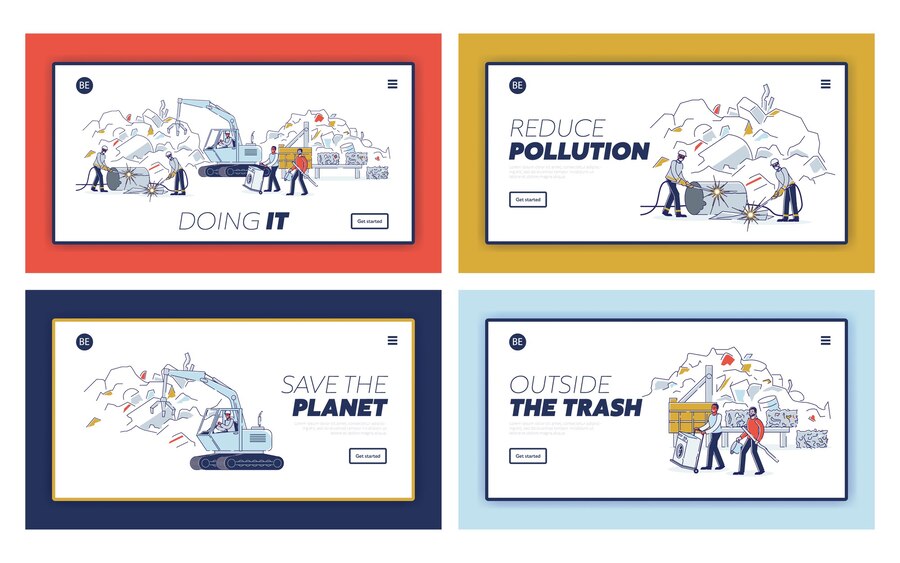 BE
DOING IT
Get started
BE
REDUCE
POLLUTION
Get started
BE
SAVE THE
PLANET
Get started
BE
OUTSIDE
THE TRASH
Get started